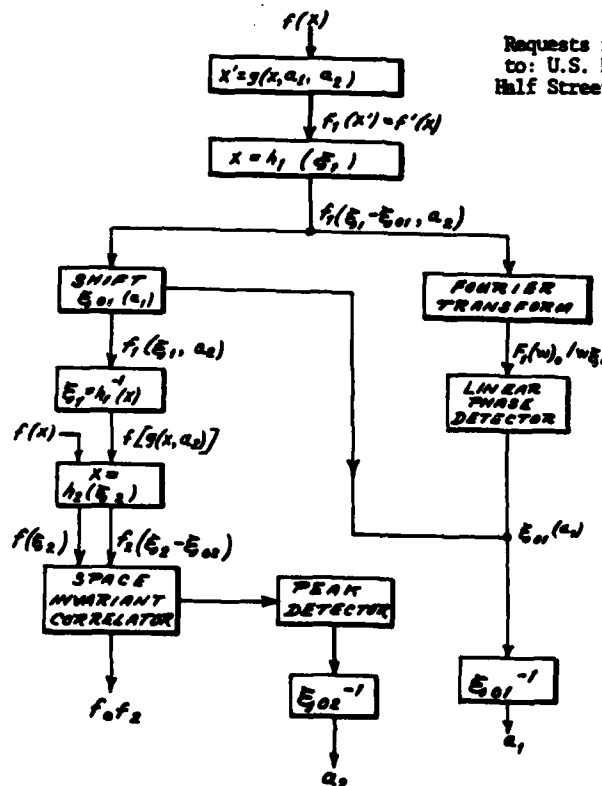 f(x)
Requests
to: U.S.
Half Street
x'=g(x,a₁,a₂)
f₁(x')=f'(x)
x=h₁(ξ₁)
f₁(ξ₁-ξ₀₁,a₂)
SHIFT
ξ₀₁(a₁)
FOURIER
TRANSFORM
f₁(ξ₁,a₂)
F₁(w)₀/wξ₀
ξ₁=h₁⁻¹(x)
LINEAR
PHASE
DETECTOR
f(x)
f[g(x,a₂)]
x=
h₂(ξ₂)
ξ₀₁(a₁)
f(ξ₂)
f₂(ξ₂-ξ₀₂)
SPACE
INVARIANT
CORRELATOR
PEAK
DETECTOR
ξ₀₂⁻¹
ξ₀₁⁻¹
f₀f₂
a₁
a₂